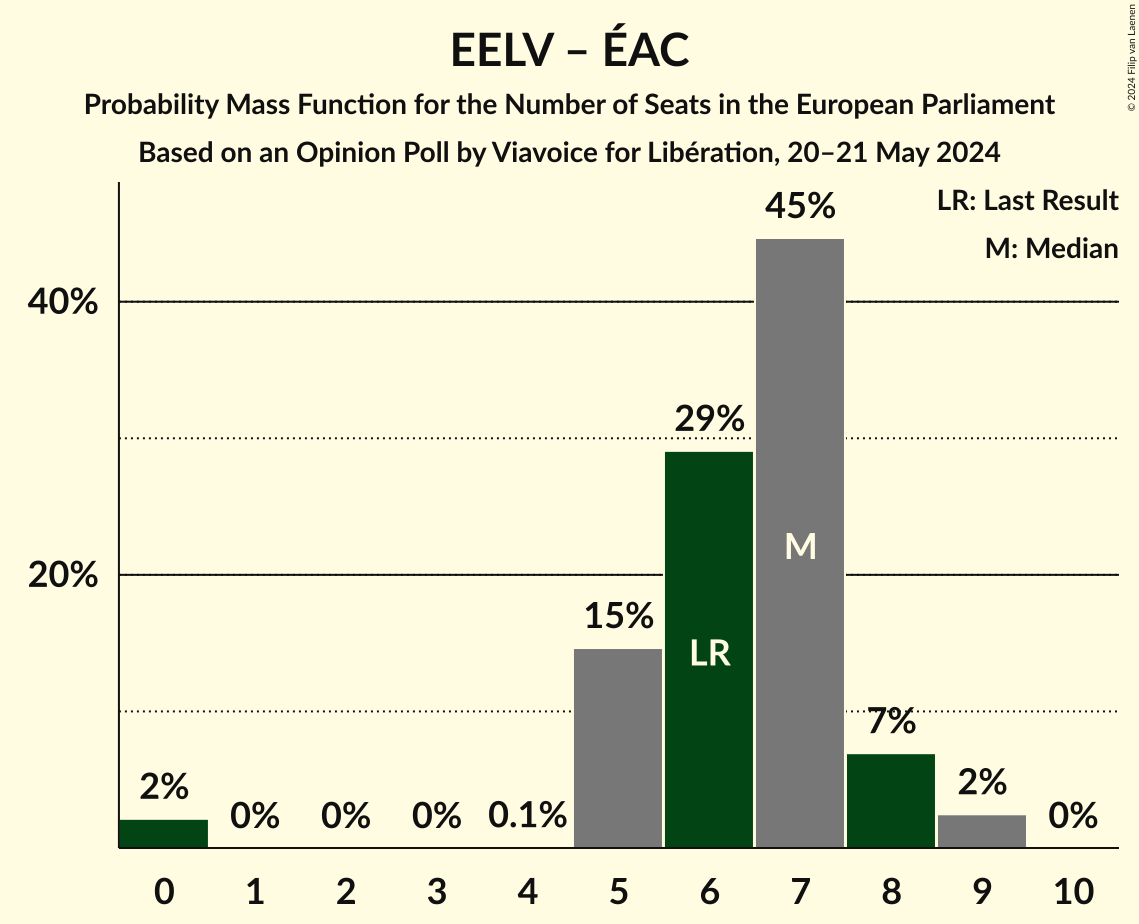 EELV – ÉAC
Probability Mass Function for the Number of Seats in the European Parliament
Based on an Opinion Poll by Viavoice for Libération, 20–21 May 2024
© 2024 Filip van Laenen
LR: Last Result
M: Median
40%
20%
2%
0%
0%
0%
0.1%
15%
29%
45%
7%
2%
0%
LR
M
0 1 2 3 4 5 6 7 8 9 10